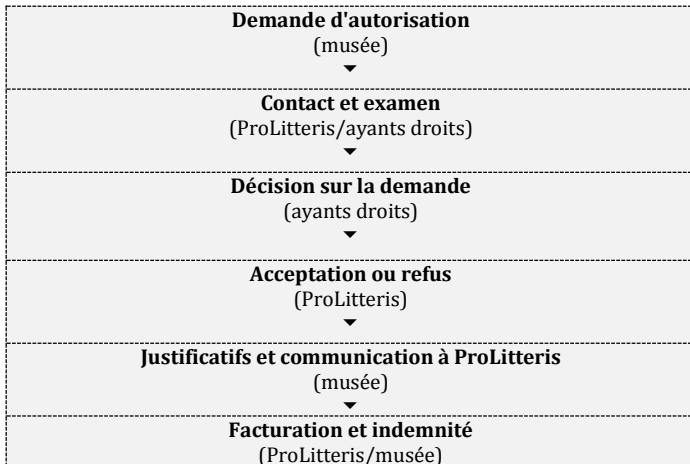 Demande d'autorisation
(musée)
Contact et examen
(ProLitteris/ayants droits)
Décision sur la demande
(ayants droits)
Acceptation ou refus
(ProLitteris)
Justificatifs et communication à ProLitteris
(musée)
Facturation et indemnité
(ProLitteris/musée)